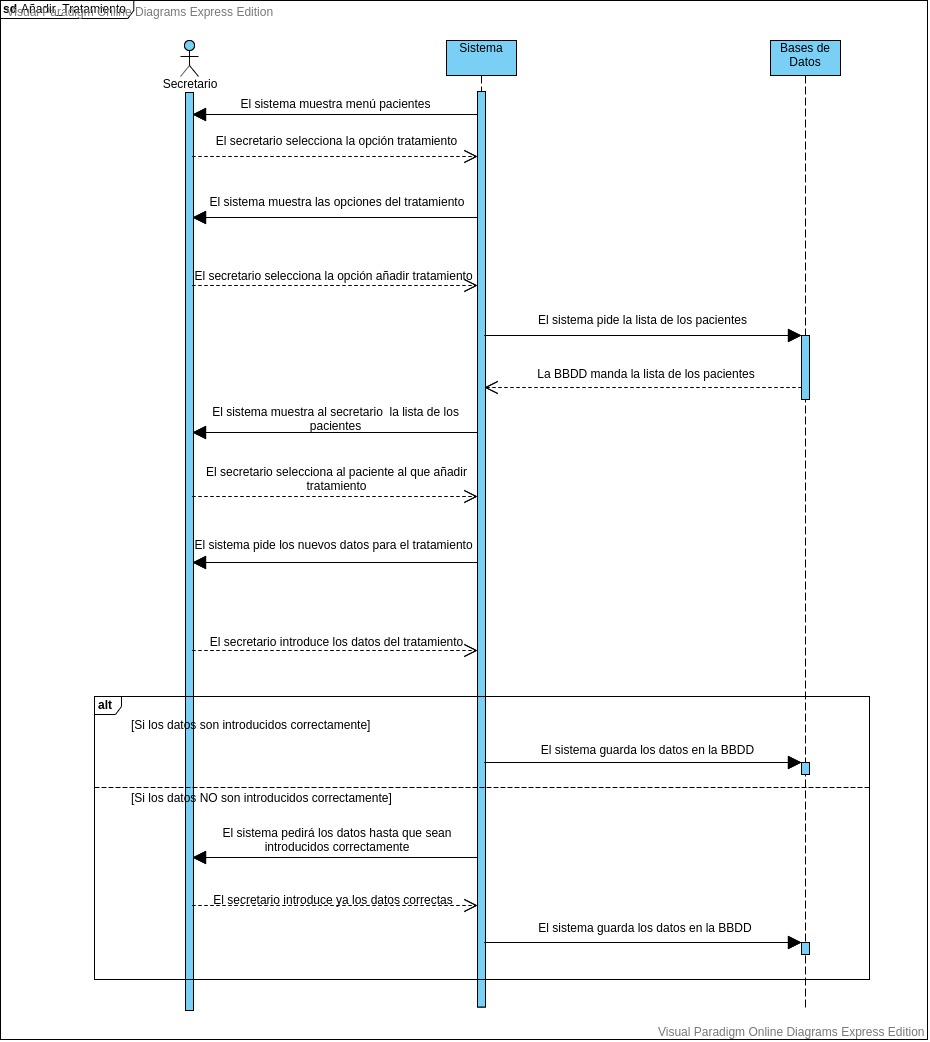 sd Añadir_Tratamiento
Visual Paradigm Online Diagrams Express Edition
Sistema
Bases de
Datos
Secretario
El sistema muestra menú pacientes
El secretario selecciona la opción tratamiento
El sistema muestra las opciones del tratamiento
El secretario selecciona la opción añadir tratamiento
El sistema pide la lista de los pacientes
La BBDD manda la lista de los pacientes
El sistema muestra al secretario  la lista de los
pacientes
El secretario selecciona al paciente al que añadir
tratamiento
El sistema pide los nuevos datos para el tratamiento
El secretario introduce los datos del tratamiento
alt
[Si los datos son introducidos correctamente]
El sistema guarda los datos en la BBDD
[Si los datos NO son introducidos correctamente]
El sistema pedirá los datos hasta que sean
introducidos correctamente
El secretario introduce ya los datos correctas
El sistema guarda los datos en la BBDD
Visual Paradigm Online Diagrams Express Edition